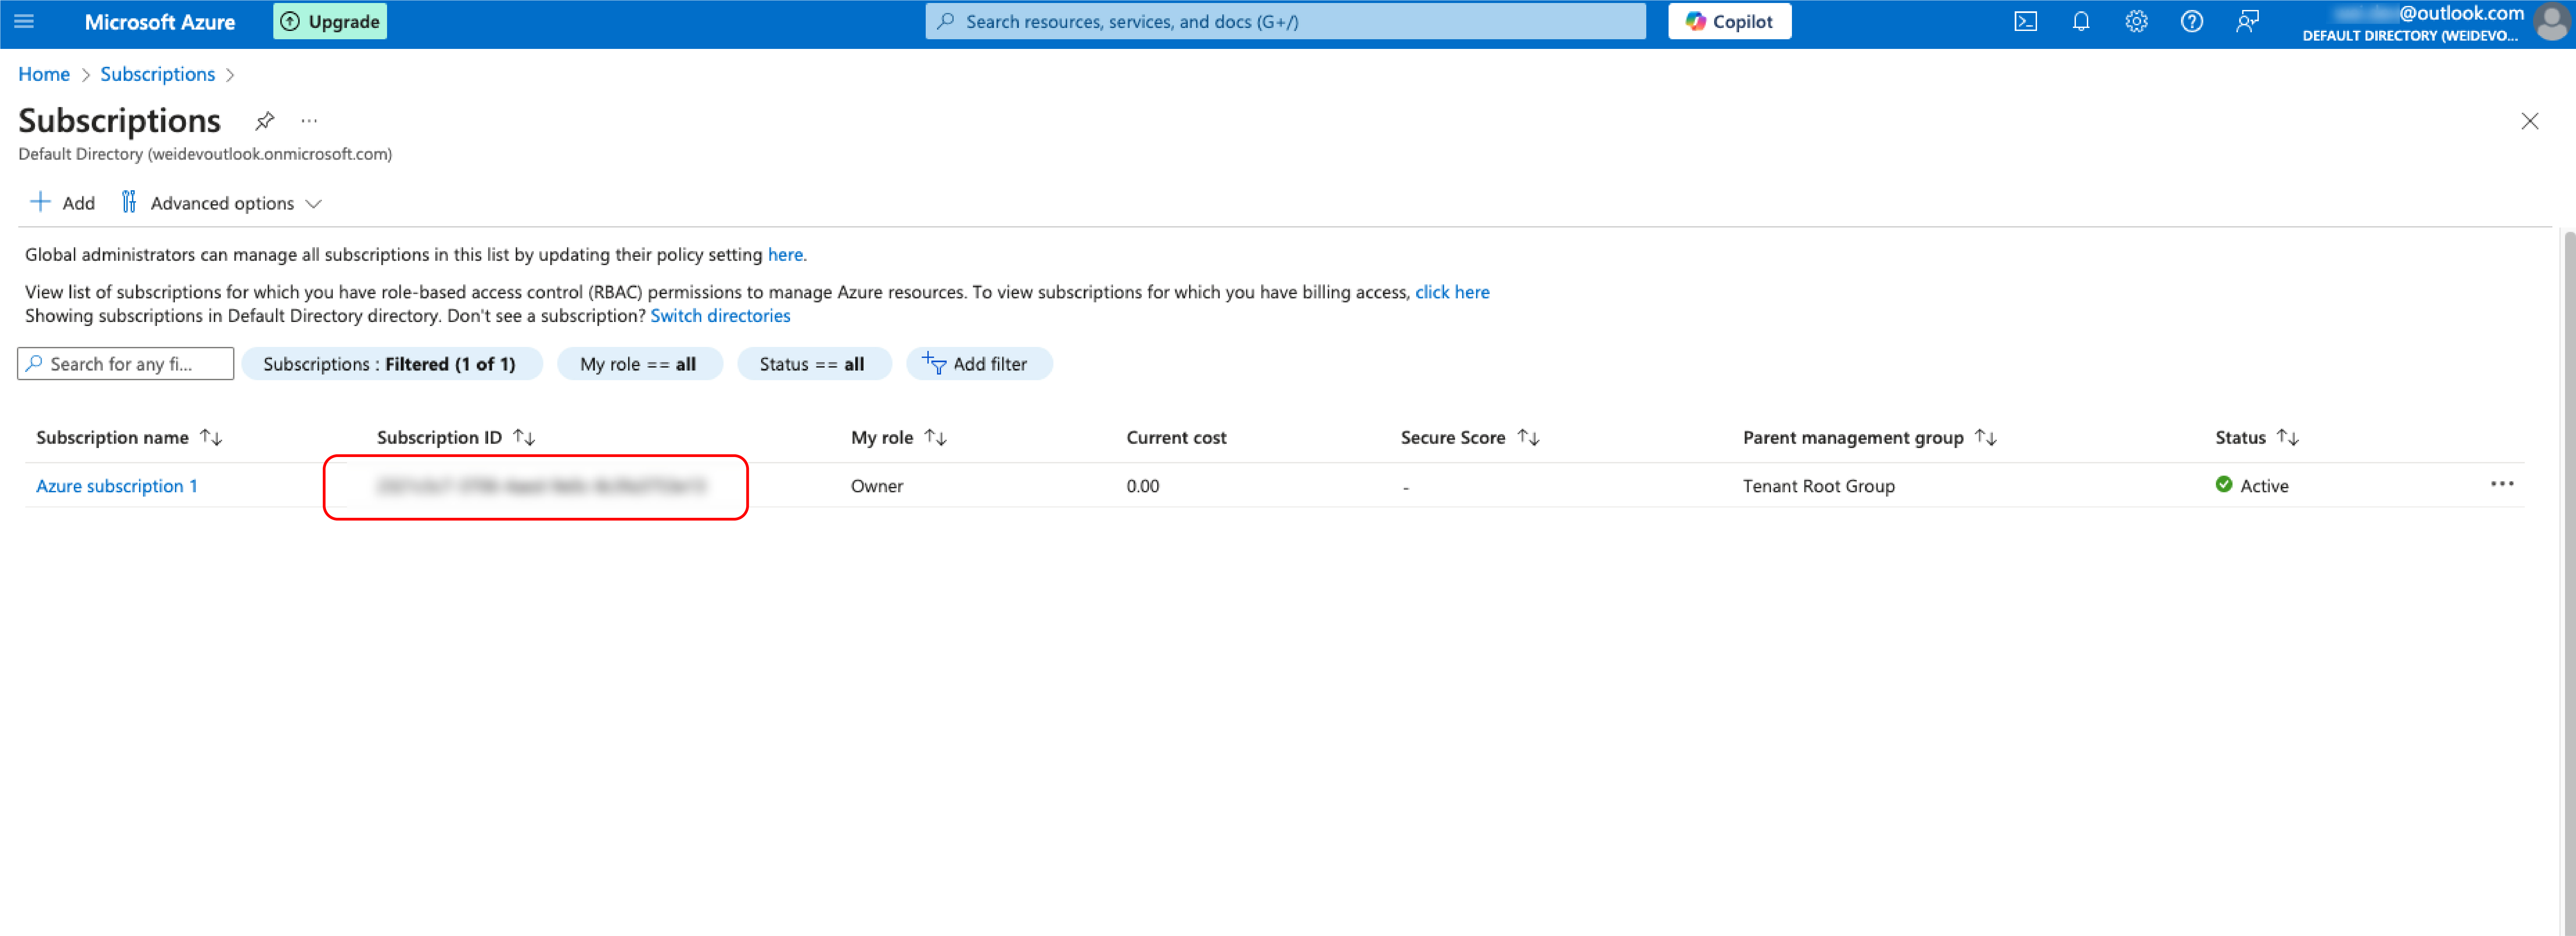 Microsoft Azure
Upgrade
Search resources, services, and docs (G+/)
Copilot
@outlook.com
DEFAULT DIRECTORY (WEIDEVO...
Home > Subscriptions >
Subscriptions
...
Default Directory (weidevoutlook.onmicrosoft.com)
Add
Advanced options
Global administrators can manage all subscriptions in this list by updating their policy setting here.
View list of subscriptions for which you have role-based access control (RBAC) permissions to manage Azure resources. To view subscriptions for which you have billing access, click here
Showing subscriptions in Default Directory directory. Don't see a subscription? Switch directories
Search for any fi...
Subscriptions : Filtered (1 of 1)
My role == all
Status == all
Add filter
Subscription name ↑↓ Subscription ID ↑↓ My role ↑↓ Current cost Secure Score ↑↓ Parent management group ↑↓ Status ↑↓
Azure subscription 1 Owner 0.00 - Tenant Root Group Active ...